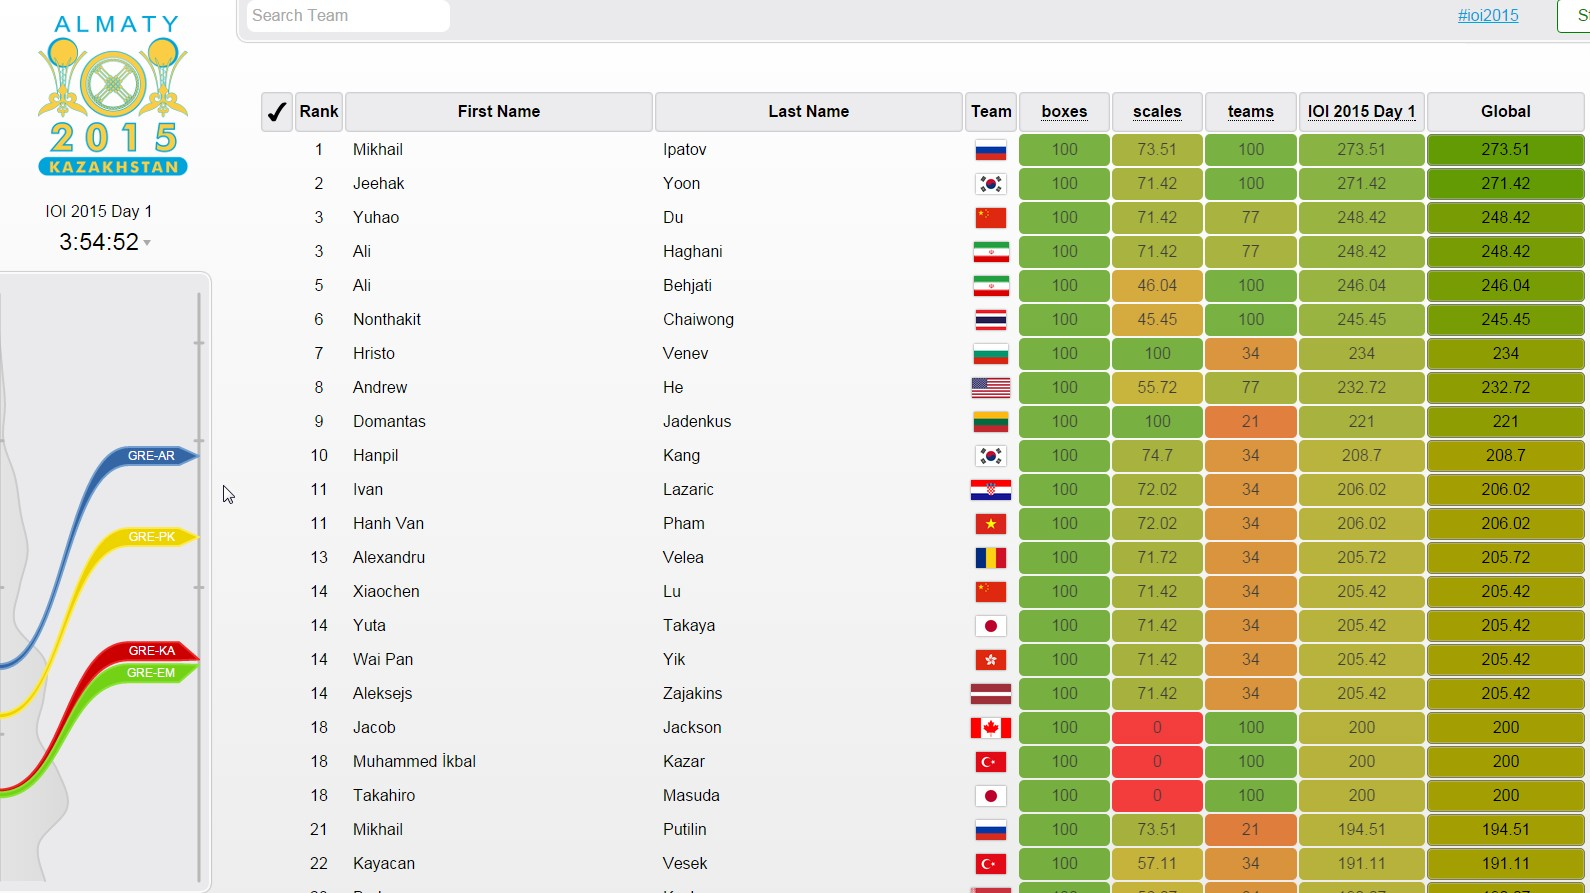 ALMATY
2015
KAZAKHSTAN
IOI 2015 Day 1
3:54:52
GRE-AR
GRE-PK
GRE-KA
GRE-EM
Search Team
#ioi2015
✓ Rank First Name Last Name Team boxes scales teams IOI 2015 Day 1 Global
1 Mikhail Ipatov 100 73.51 100 273.51 273.51
2 Jeehak Yoon 100 71.42 100 271.42 271.42
3 Yuhao Du 100 71.42 77 248.42 248.42
3 Ali Haghani 100 71.42 77 248.42 248.42
5 Ali Behjati 100 46.04 100 246.04 246.04
6 Nonthakit Chaiwong 100 45.45 100 245.45 245.45
7 Hristo Venev 100 100 34 234 234
8 Andrew He 100 55.72 77 232.72 232.72
9 Domantas Jadenkus 100 100 21 221 221
10 Hanpil Kang 100 74.7 34 208.7 208.7
11 Ivan Lazaric 100 72.02 34 206.02 206.02
11 Hanh Van Pham 100 72.02 34 206.02 206.02
13 Alexandru Velea 100 71.72 34 205.72 205.72
14 Xiaochen Lu 100 71.42 34 205.42 205.42
14 Yuta Takaya 100 71.42 34 205.42 205.42
14 Wai Pan Yik 100 71.42 34 205.42 205.42
14 Aleksejs Zajakins 100 71.42 34 205.42 205.42
18 Jacob Jackson 100 0 100 200 200
18 Muhammed İkbal Kazar 100 0 100 200 200
18 Takahiro Masuda 100 0 100 200 200
21 Mikhail Putilin 100 73.51 21 194.51 194.51
22 Kayacan Vesek 100 57.11 34 191.11 191.11